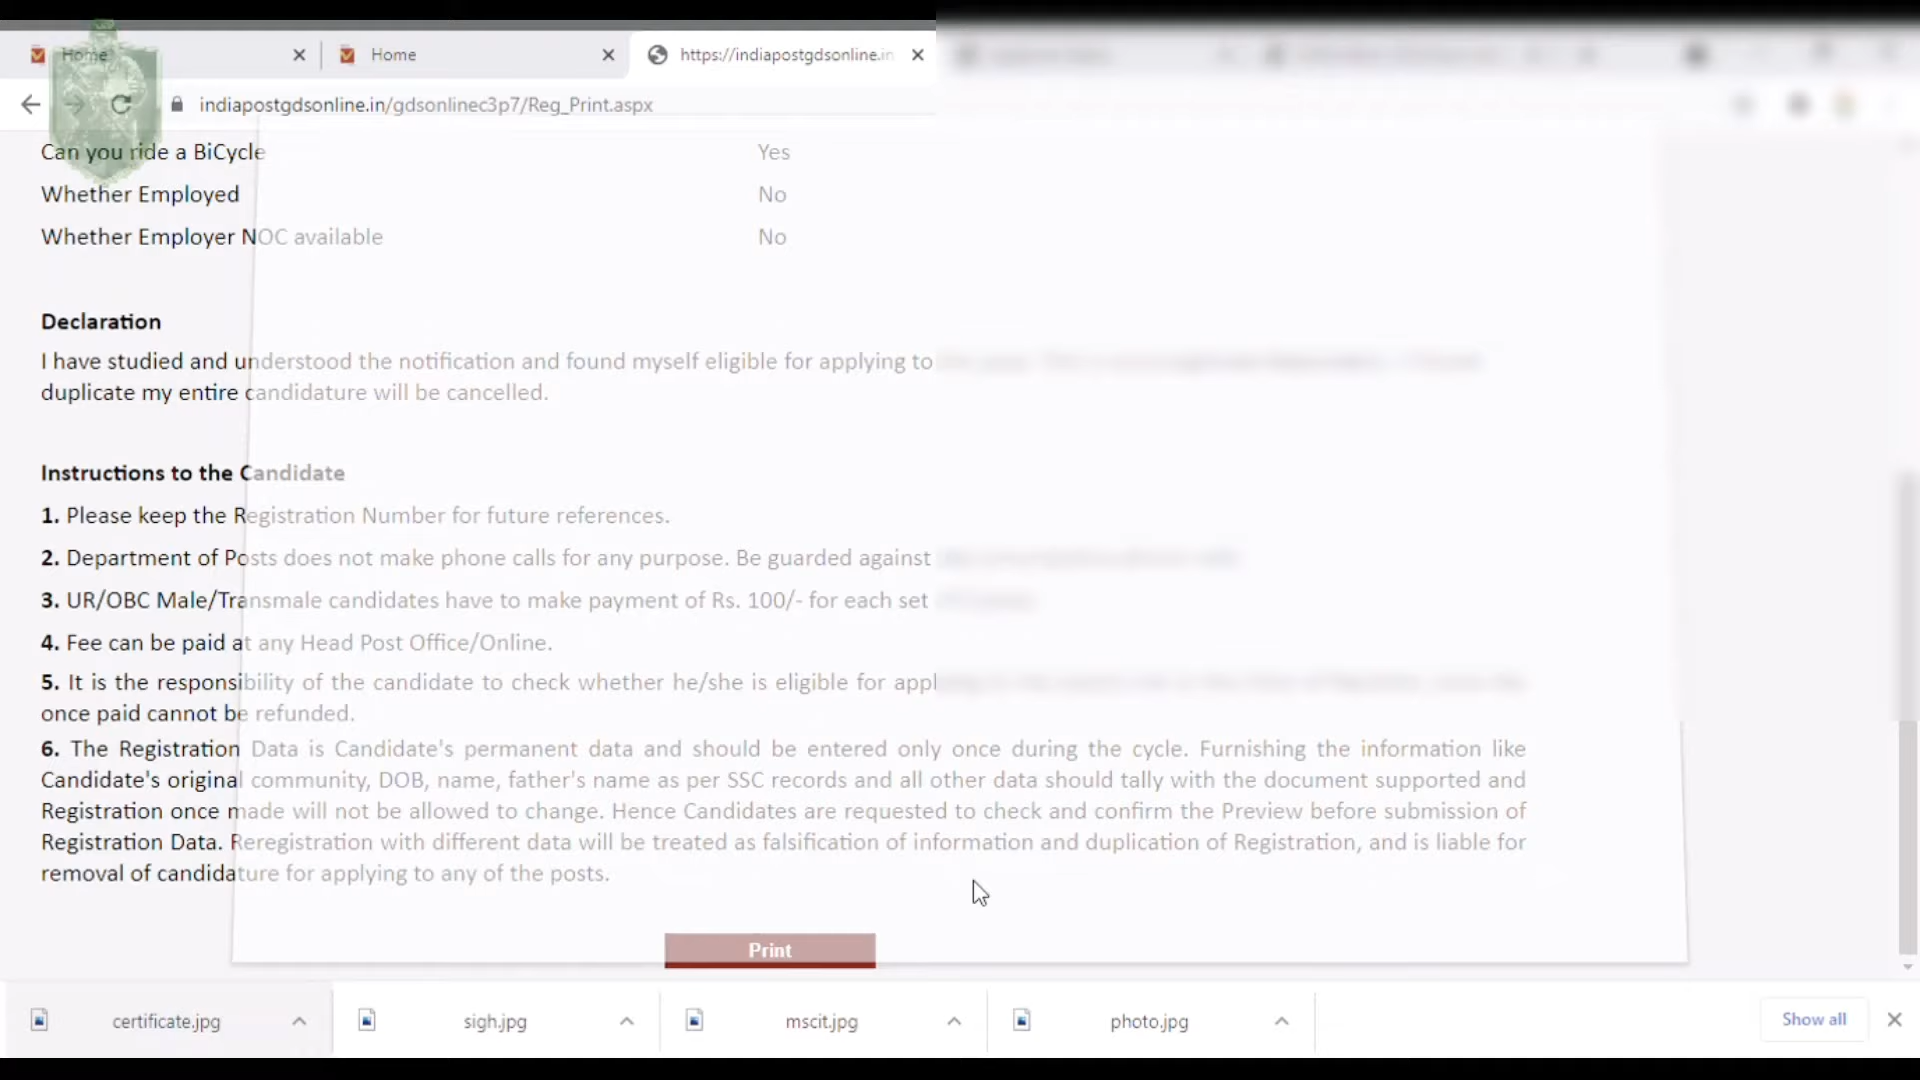 Home
Home
https://indiapostgdsonline.in
indiapostgdsonline.in/gdsonlinec3p7/Reg_Print.aspx
Can you ride a BiCycle Yes
Whether Employed No
Whether Employer NOC available No
Declaration
I have studied and understood the notification and found myself eligible for applying to
duplicate my entire candidature will be cancelled.
Instructions to the Candidate
1. Please keep the Registration Number for future references.
2. Department of Posts does not make phone calls for any purpose. Be guarded against
3. UR/OBC Male/Transmale candidates have to make payment of Rs. 100/- for each set
4. Fee can be paid at any Head Post Office/Online.
5. It is the responsibility of the candidate to check whether he/she is eligible for
once paid cannot be refunded.
6. The Registration Data is Candidate's permanent data and should be entered only once during the cycle. Furnishing the information like
Candidate's original community, DOB, name, father's name as per SSC records and all other data should tally with the document supported and
Registration once made will not be allowed to change. Hence Candidates are requested to check and confirm the Preview before submission of
Registration Data. Reregistration with different data will be treated as falsification of information and duplication of Registration, and is liable for
removal of candidature for applying to any of the posts.
Print
certificate.jpg
sigh.jpg
mscit.jpg
photo.jpg
Show all